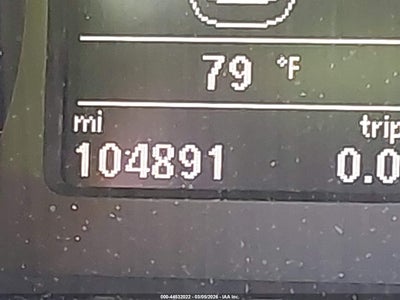 79 °F
mi trip
104891 0.0
000-44532022 - 03/05/2026 - IAA Inc.